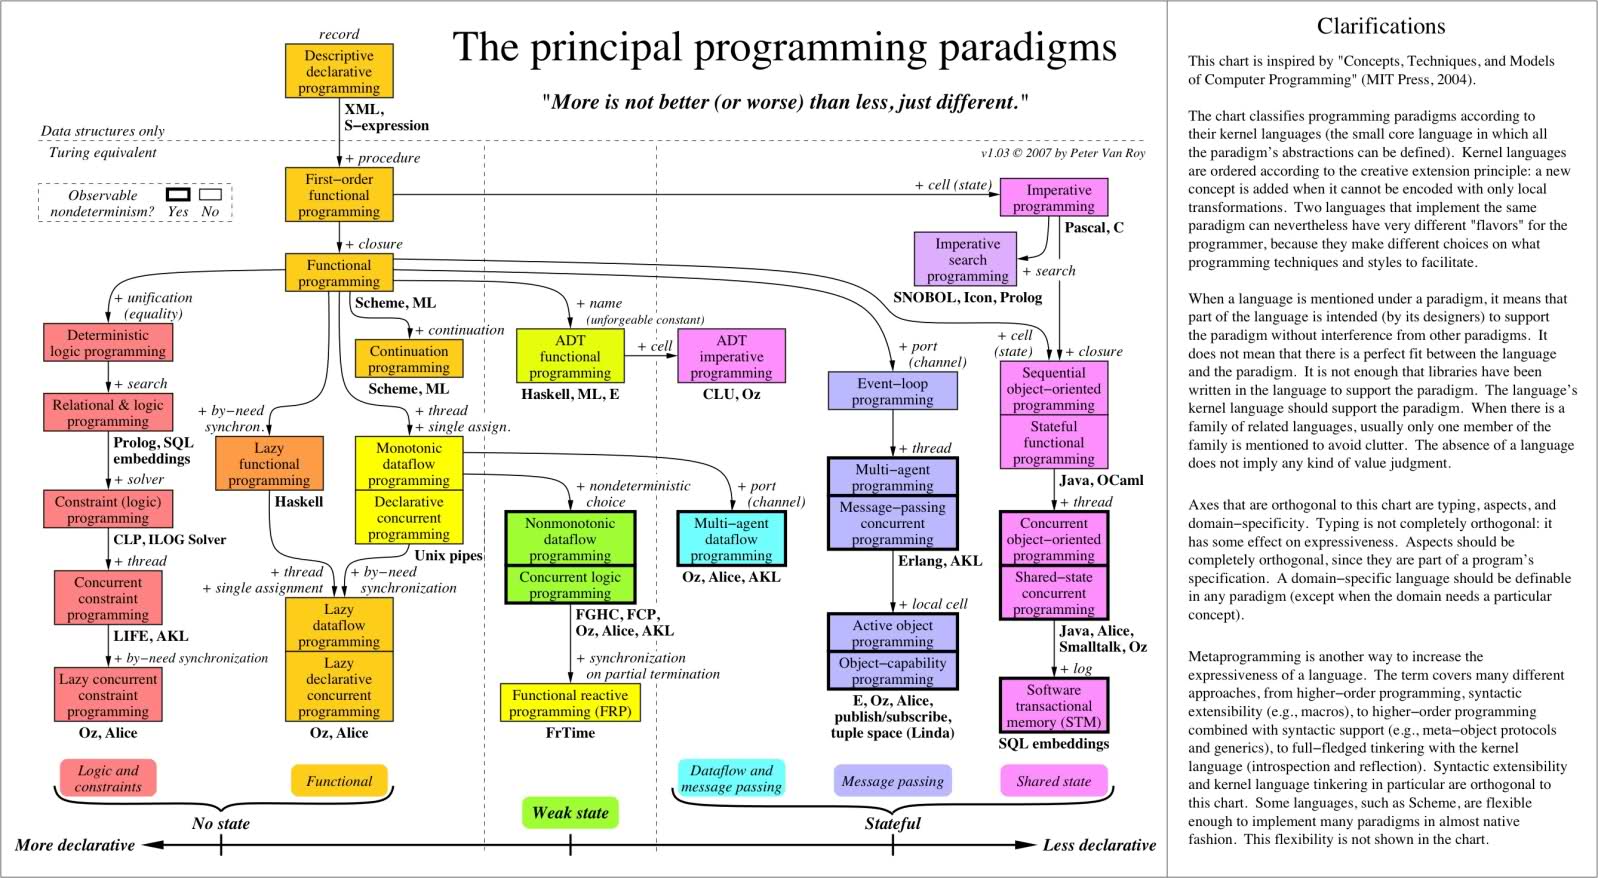 The principal programming paradigms
"More is not better (or worse) than less, just different."
v1.03 © 2007 by Peter Van Roy
record
Descriptive
declarative
programming
XML,
S−expression
Data structures only
Turing equivalent
+ procedure
Observable
nondeterminism?
Yes
No
First−order
functional
programming
+ cell (state)
Imperative
programming
Pascal, C
+ closure
Imperative
search
programming
+ search
SNOBOL, Icon, Prolog
Functional
programming
Scheme, ML
+ unification
(equality)
Deterministic
logic programming
+ search
Relational & logic
programming
Prolog, SQL
embeddings
+ solver
Constraint (logic)
programming
CLP, ILOG Solver
+ thread
Concurrent
constraint
programming
LIFE, AKL
+ by−need synchronization
Lazy concurrent
constraint
programming
Oz, Alice
+ continuation
Continuation
programming
Scheme, ML
+ by−need
synchron.
Lazy
functional
programming
Haskell
+ thread
+ single assign.
Monotonic
dataflow
programming
Declarative
concurrent
programming
Unix pipes
+ thread
+ single assignment
+ by−need
synchronization
Lazy
dataflow
programming
Lazy
declarative
concurrent
programming
Oz, Alice
+ name
(unforgeable constant)
ADT
functional
programming
Haskell, ML, E
+ cell
ADT
imperative
programming
CLU, Oz
+ nondeterministic
choice
Nonmonotonic
dataflow
programming
Concurrent logic
programming
FGHC, FCP,
Oz, Alice, AKL
+ synchronization
on partial termination
Functional reactive
programming (FRP)
FrTime
+ port
(channel)
Multi−agent
dataflow
programming
Oz, Alice, AKL
+ port
(channel)
Event−loop
programming
+ thread
Multi−agent
programming
Message−passing
concurrent
programming
Erlang, AKL
+ local cell
Active object
programming
Object−capability
programming
E, Oz, Alice,
publish/subscribe,
tuple space (Linda)
+ cell
(state)
+ closure
Sequential
object−oriented
programming
Stateful
functional
programming
Java, OCaml
+ thread
Concurrent
object−oriented
programming
Shared−state
concurrent
programming
Java, Alice,
Smalltalk, Oz
+ log
Software
transactional
memory (STM)
SQL embeddings
Logic and
constraints
Functional
Weak state
Dataflow and
message passing
Message passing
Shared state
No state
Stateful
More declarative
Less declarative
Clarifications
This chart is inspired by "Concepts, Techniques, and Models
of Computer Programming" (MIT Press, 2004).
The chart classifies programming paradigms according to
their kernel languages (the small core language in which all
the paradigm's abstractions can be defined).  Kernel languages
are ordered according to the creative extension principle: a new
concept is added when it cannot be encoded with only local
transformations.  Two languages that implement the same
paradigm can nevertheless have very different "flavors" for the
programmer, because they make different choices on what
programming techniques and styles to facilitate.
When a language is mentioned under a paradigm, it means that
part of the language is intended (by its designers) to support
the paradigm without interference from other paradigms.  It
does not mean that there is a perfect fit between the language
and the paradigm.  It is not enough that libraries have been
written in the language to support the paradigm.  The language's
kernel language should support the paradigm.  When there is a
family of related languages, usually only one member of the
family is mentioned to avoid clutter.  The absence of a language
does not imply any kind of value judgment.
Axes that are orthogonal to this chart are typing, aspects, and
domain−specificity.  Typing is not completely orthogonal: it
has some effect on expressiveness.  Aspects should be
completely orthogonal, since they are part of a program's
specification.  A domain−specific language should be definable
in any paradigm (except when the domain needs a particular
concept).
Metaprogramming is another way to increase the
expressiveness of a language.  The term covers many different
approaches, from higher−order programming, syntactic
extensibility (e.g., macros), to higher−order programming
combined with syntactic support (e.g., meta−object protocols
and generics), to full−fledged tinkering with the kernel
language (introspection and reflection).  Syntactic extensibility
and kernel language tinkering in particular are orthogonal to
this chart.  Some languages, such as Scheme, are flexible
enough to implement many paradigms in almost native
fashion.  This flexibility is not shown in the chart.